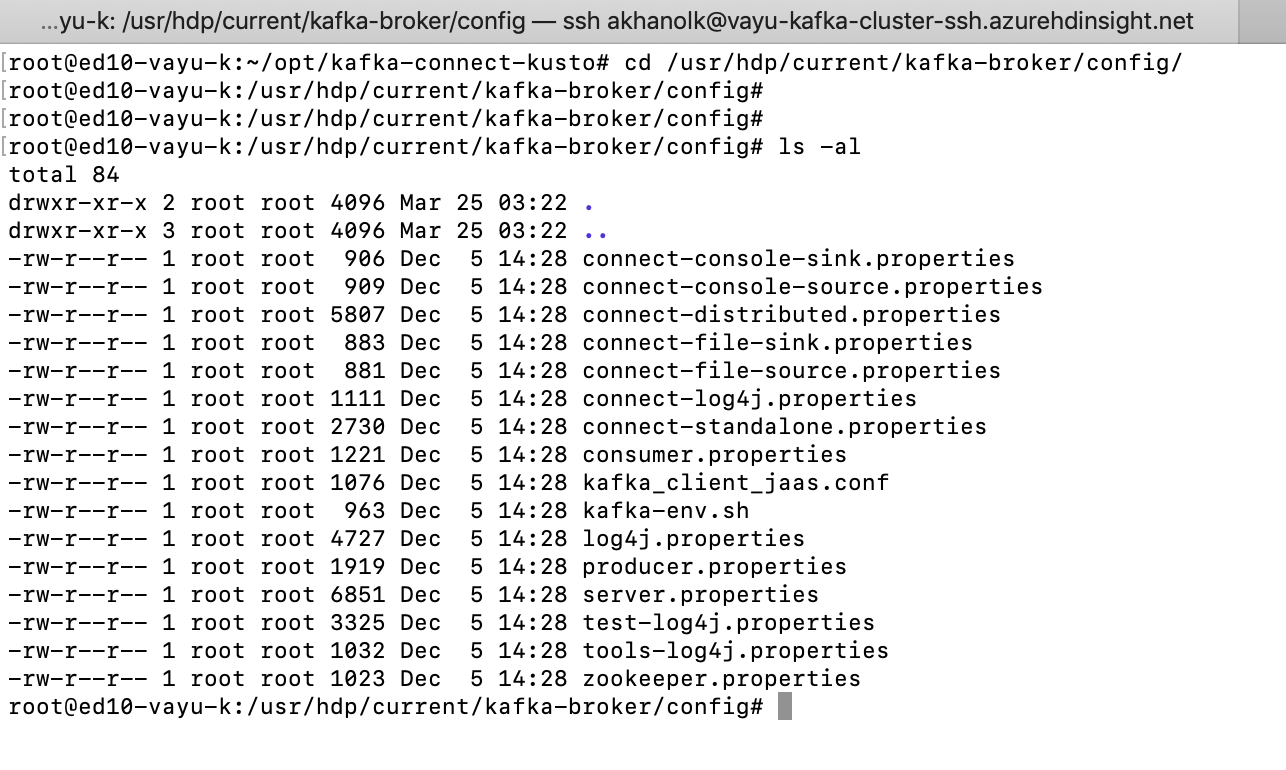 ...yu-k: /usr/hdp/current/kafka-broker/config — ssh akhanolk@vayu-kafka-cluster-ssh.azurehdinsight.net
[root@ed10-vayu-k:~/opt/kafka-connect-kusto# cd /usr/hdp/current/kafka-broker/config/
[root@ed10-vayu-k:/usr/hdp/current/kafka-broker/config#
[root@ed10-vayu-k:/usr/hdp/current/kafka-broker/config#
[root@ed10-vayu-k:/usr/hdp/current/kafka-broker/config# ls -al
total 84
drwxr-xr-x 2 root root 4096 Mar 25 03:22 .
drwxr-xr-x 3 root root 4096 Mar 25 03:22 ..
-rw-r--r-- 1 root root  906 Dec  5 14:28 connect-console-sink.properties
-rw-r--r-- 1 root root  909 Dec  5 14:28 connect-console-source.properties
-rw-r--r-- 1 root root 5807 Dec  5 14:28 connect-distributed.properties
-rw-r--r-- 1 root root  883 Dec  5 14:28 connect-file-sink.properties
-rw-r--r-- 1 root root  881 Dec  5 14:28 connect-file-source.properties
-rw-r--r-- 1 root root 1111 Dec  5 14:28 connect-log4j.properties
-rw-r--r-- 1 root root 2730 Dec  5 14:28 connect-standalone.properties
-rw-r--r-- 1 root root 1221 Dec  5 14:28 consumer.properties
-rw-r--r-- 1 root root 1076 Dec  5 14:28 kafka_client_jaas.conf
-rw-r--r-- 1 root root  963 Dec  5 14:28 kafka-env.sh
-rw-r--r-- 1 root root 4727 Dec  5 14:28 log4j.properties
-rw-r--r-- 1 root root 1919 Dec  5 14:28 producer.properties
-rw-r--r-- 1 root root 6851 Dec  5 14:28 server.properties
-rw-r--r-- 1 root root 3325 Dec  5 14:28 test-log4j.properties
-rw-r--r-- 1 root root 1032 Dec  5 14:28 tools-log4j.properties
-rw-r--r-- 1 root root 1023 Dec  5 14:28 zookeeper.properties
root@ed10-vayu-k:/usr/hdp/current/kafka-broker/config#